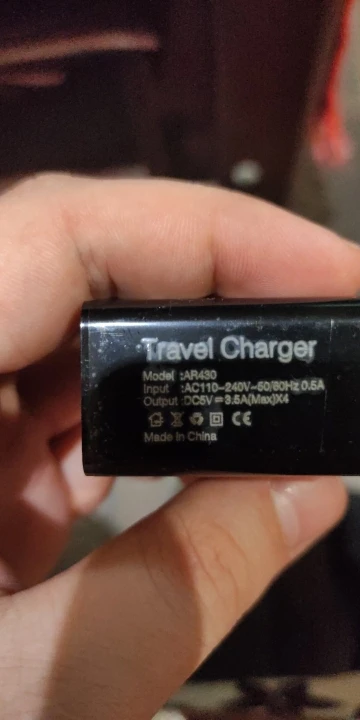 Travel Charger
Model :AR430
Input :AC110-240V~50/60Hz 0.5A
Output :DC5V⎓3.5A(Max)X4
CE
Made in China